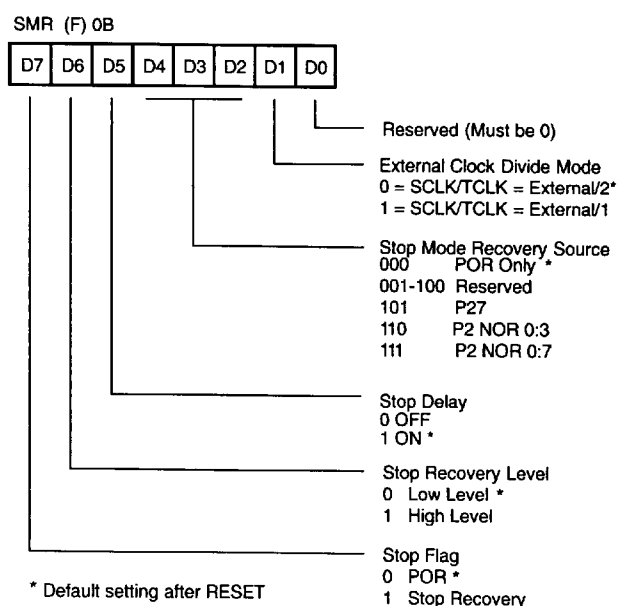 SMR (F) 0B
D7 D6 D5 D4 D3 D2 D1 D0
Reserved (Must be 0)
External Clock Divide Mode
0 = SCLK/TCLK = External/2*
1 = SCLK/TCLK = External/1
Stop Mode Recovery Source
000 POR Only *
001-100 Reserved
101 P27
110 P2 NOR 0:3
111 P2 NOR 0:7
Stop Delay
0 OFF
1 ON *
Stop Recovery Level
0 Low Level *
1 High Level
Stop Flag
0 POR *
1 Stop Recovery
* Default setting after RESET